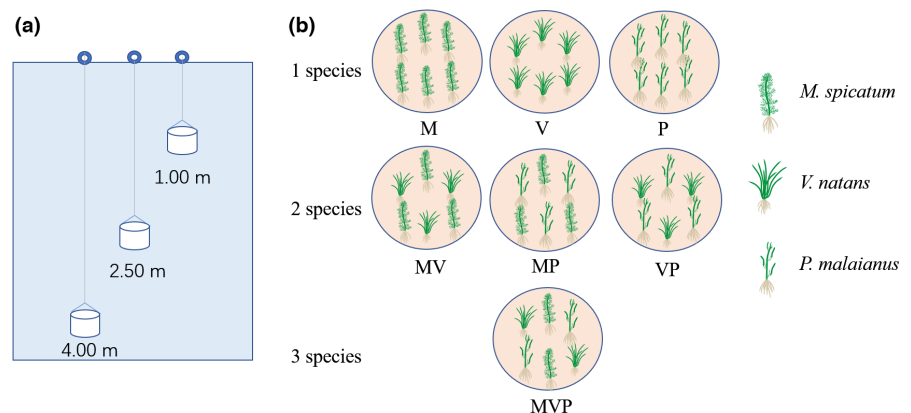 (a)
1.00 m
2.50 m
4.00 m
(b)
1 species
M
V
P
2 species
MV
MP
VP
3 species
MVP
M. spicatum
V. natans
P. malaianus